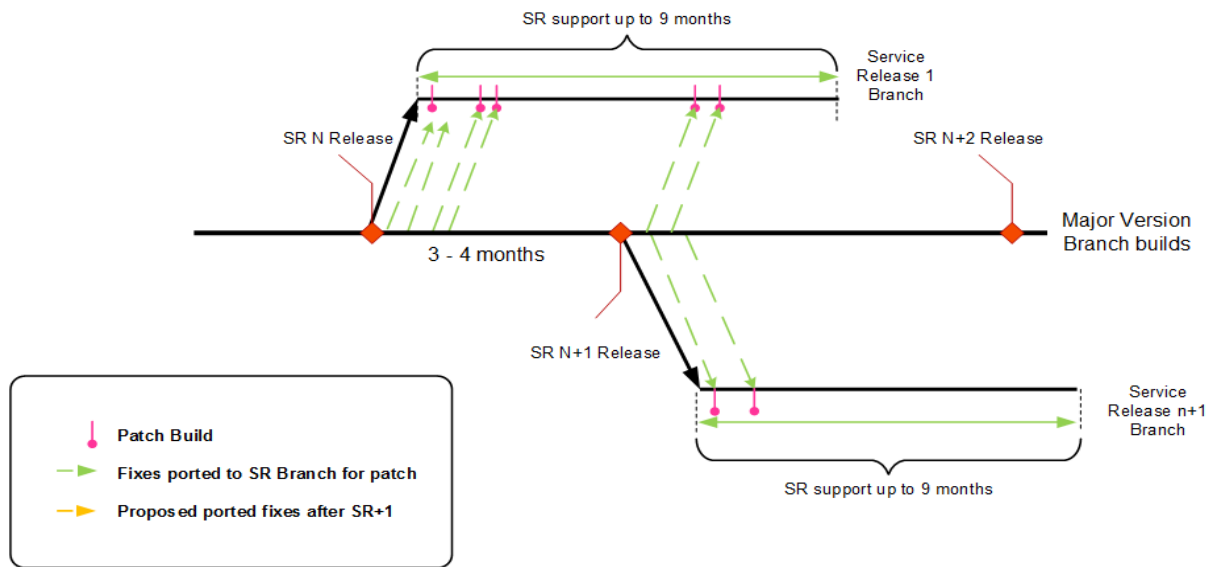 SR support up to 9 months
Service
Release 1
Branch
SR N Release
SR N+2 Release
Major Version
Branch builds
3 - 4 months
SR N+1 Release
Service
Release n+1
Branch
SR support up to 9 months
Patch Build
Fixes ported to SR Branch for patch
Proposed ported fixes after SR+1